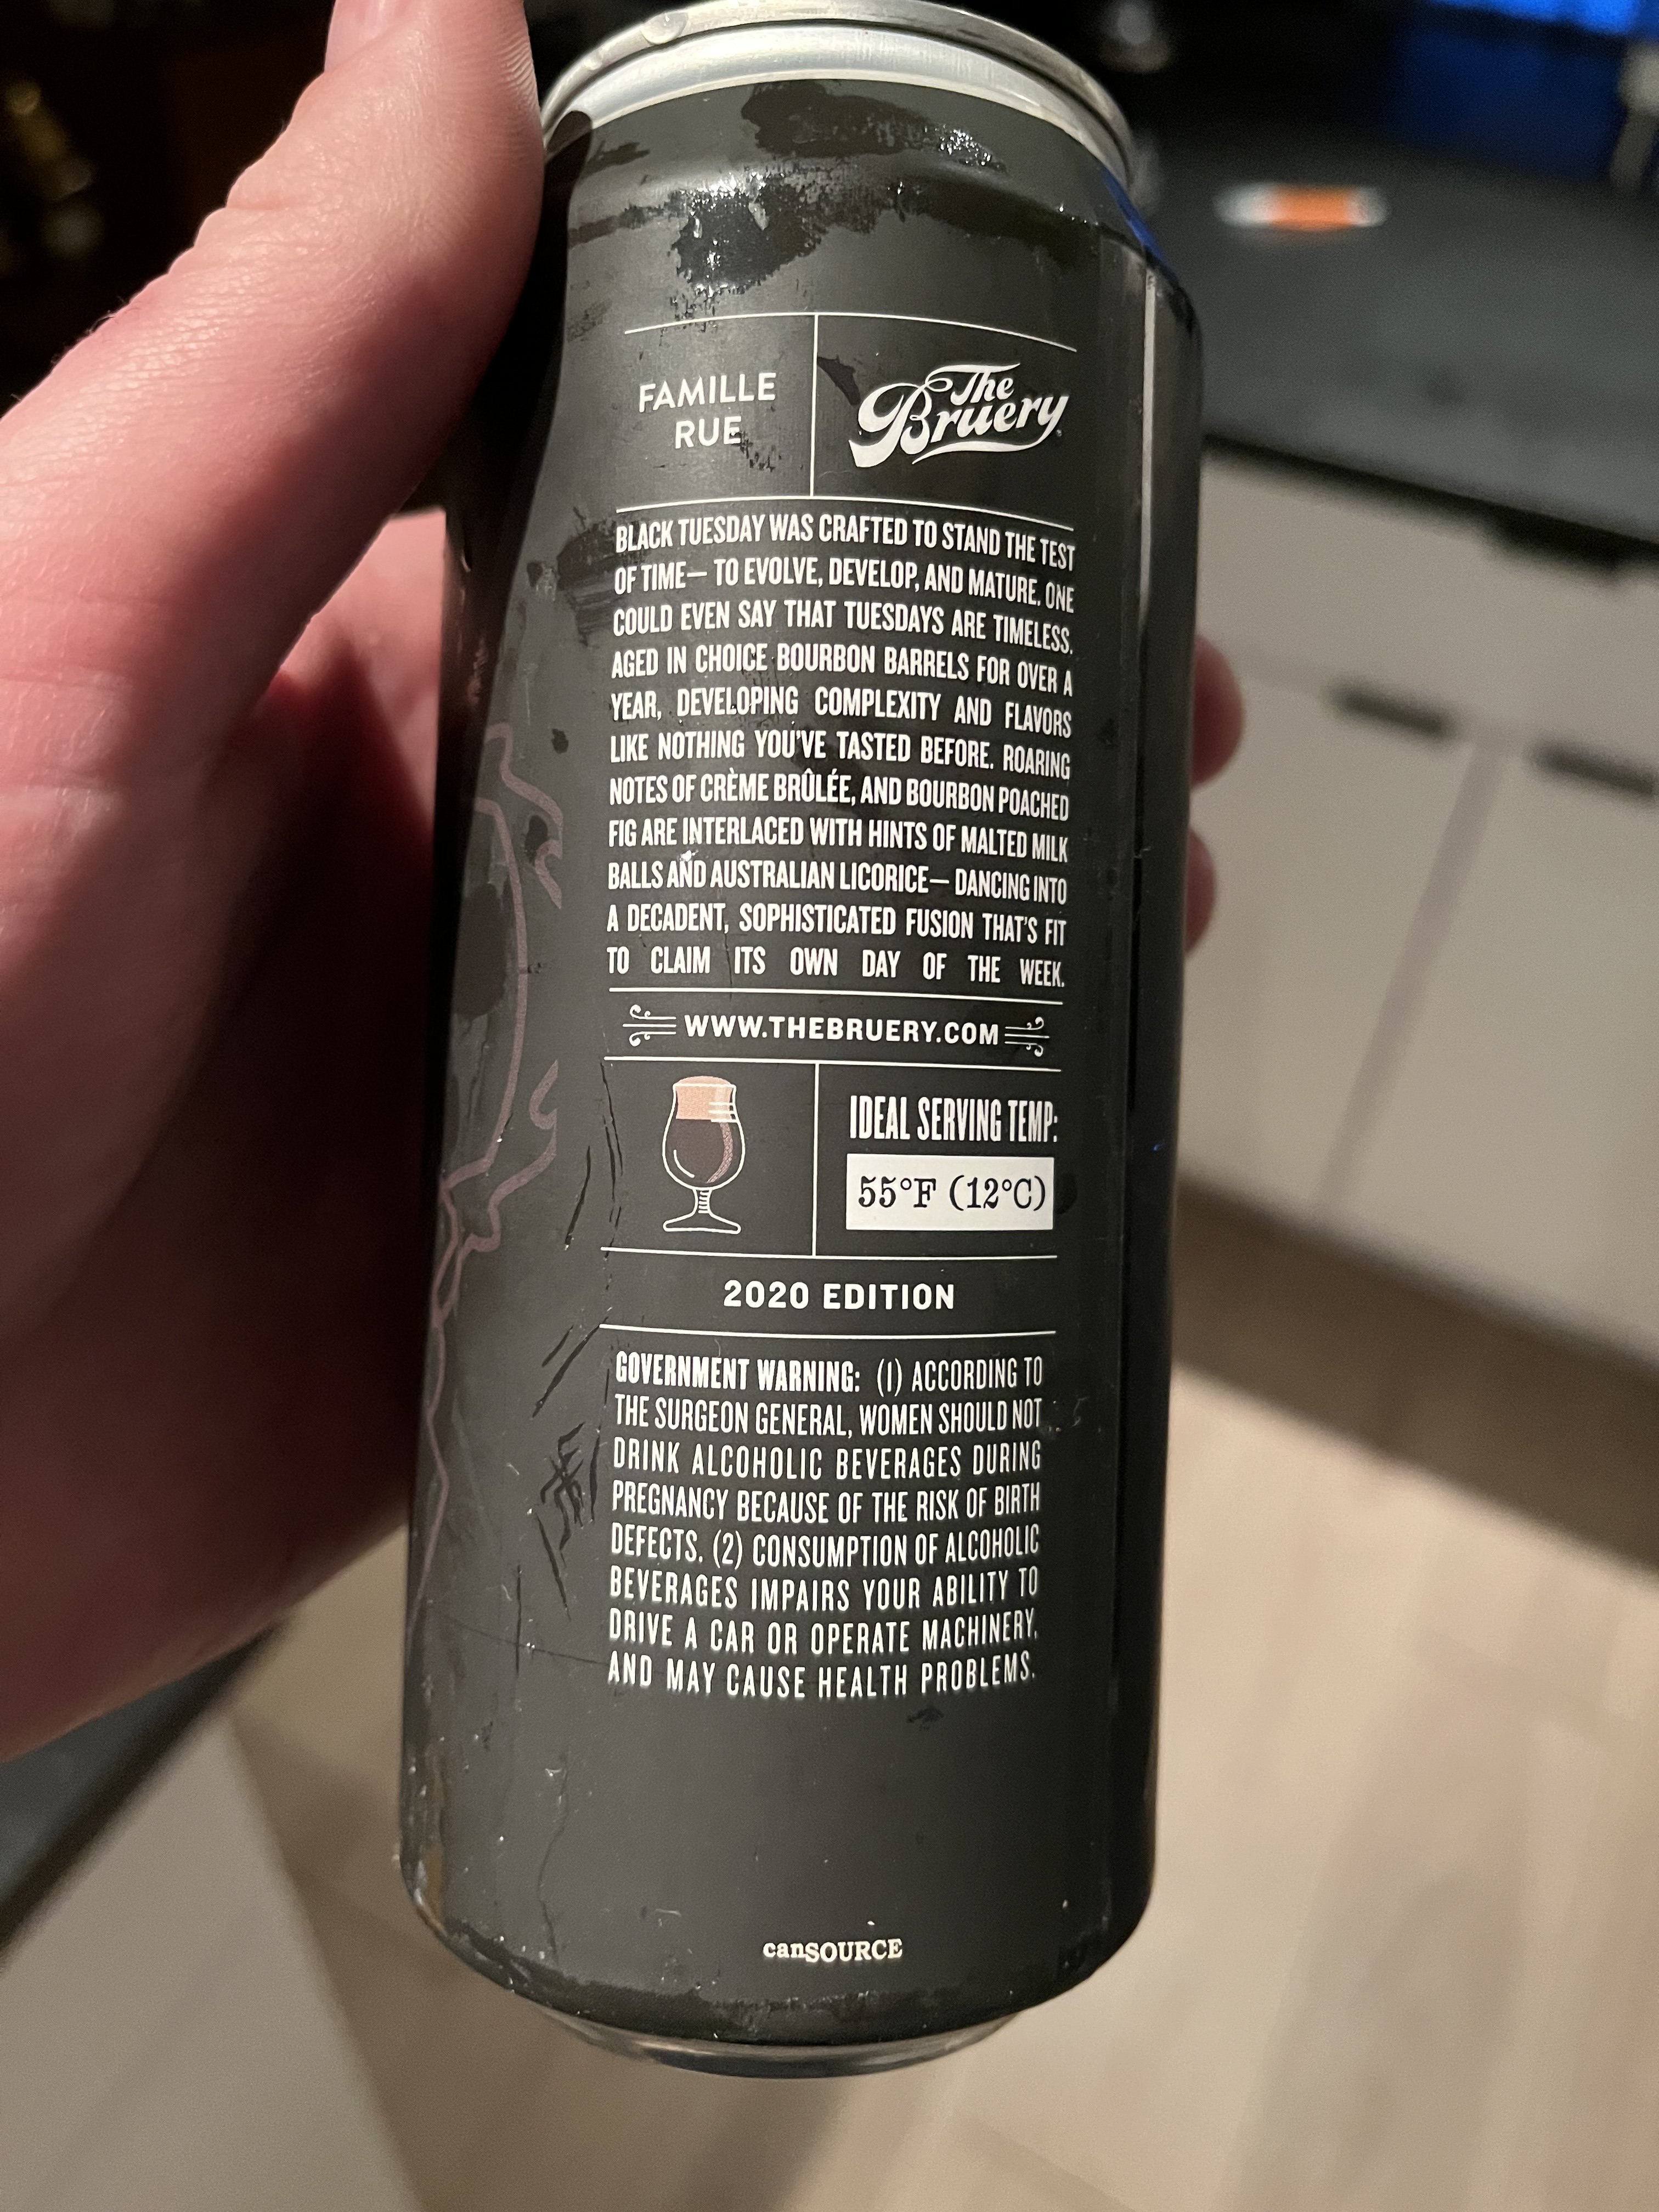 FAMILLE
RUE
The
Bruery
BLACK TUESDAY WAS CRAFTED TO STAND THE TEST
OF TIME— TO EVOLVE, DEVELOP, AND MATURE. ONE
COULD EVEN SAY THAT TUESDAYS ARE TIMELESS.
AGED IN CHOICE BOURBON BARRELS FOR OVER A
YEAR, DEVELOPING COMPLEXITY AND FLAVORS
LIKE NOTHING YOU'VE TASTED BEFORE. ROARING
NOTES OF CRÈME BRÛLÉE, AND BOURBON POACHED
FIG ARE INTERLACED WITH HINTS OF MALTED MILK
BALLS AND AUSTRALIAN LICORICE— DANCING INTO
A DECADENT, SOPHISTICATED FUSION THAT'S FIT
TO CLAIM ITS OWN DAY OF THE WEEK.
WWW.THEBRUERY.COM
IDEAL SERVING TEMP:
55°F (12°C)
2020 EDITION
GOVERNMENT WARNING: (1) ACCORDING TO
THE SURGEON GENERAL, WOMEN SHOULD NOT
DRINK ALCOHOLIC BEVERAGES DURING
PREGNANCY BECAUSE OF THE RISK OF BIRTH
DEFECTS. (2) CONSUMPTION OF ALCOHOLIC
BEVERAGES IMPAIRS YOUR ABILITY TO
DRIVE A CAR OR OPERATE MACHINERY,
AND MAY CAUSE HEALTH PROBLEMS.
canSOURCE